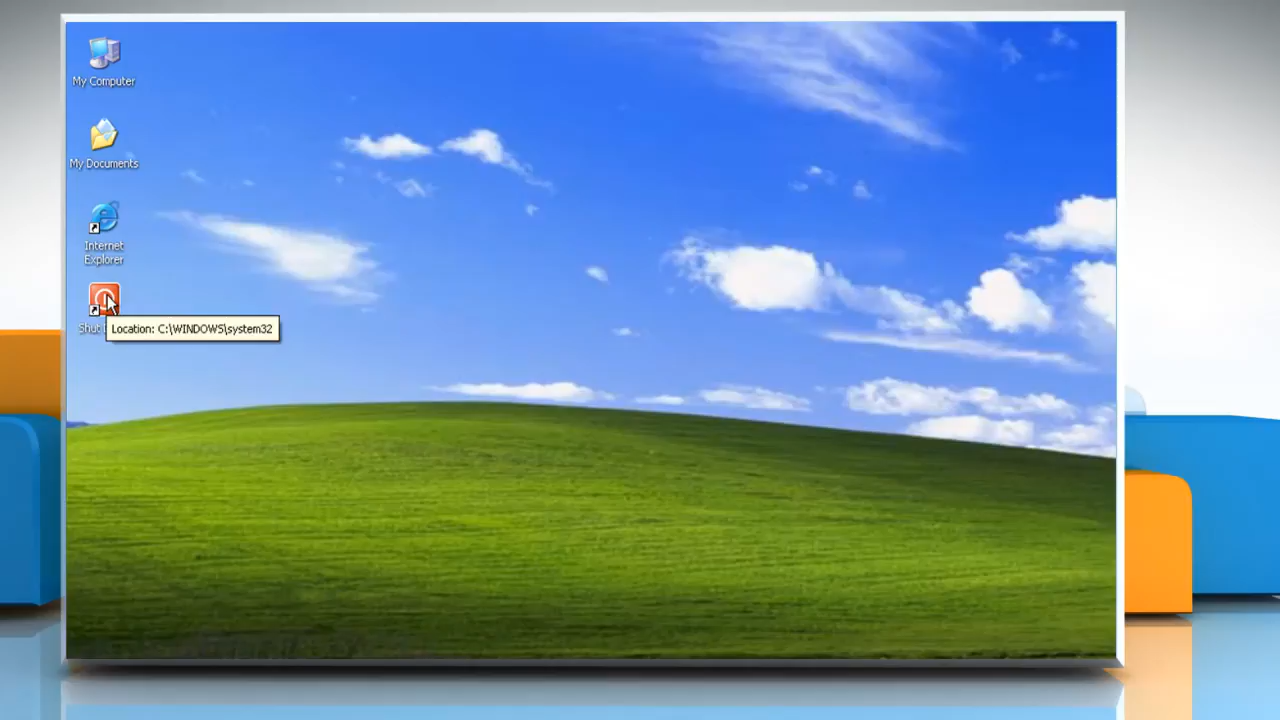 My Computer
My Documents
Internet
Explorer
Shut
Location: C:\WINDOWS\system32